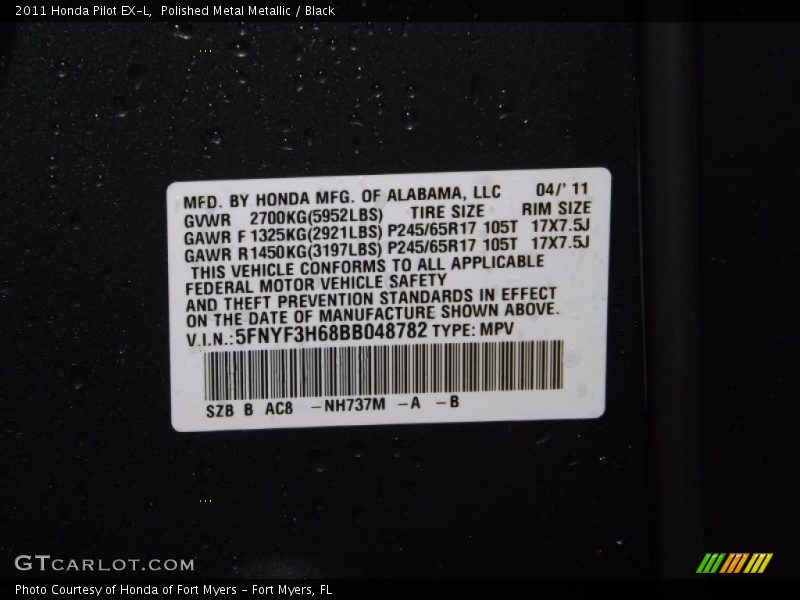 2011 Honda Pilot EX-L, Polished Metal Metallic / Black
MFD. BY HONDA MFG. OF ALABAMA, LLC 04/' 11
GVWR 2700KG(5952LBS) TIRE SIZE RIM SIZE
GAWR F 1325KG(2921LBS) P245/65R17 105T 17X7.5J
GAWR R1450KG(3197LBS) P245/65R17 105T 17X7.5J
THIS VEHICLE CONFORMS TO ALL APPLICABLE
FEDERAL MOTOR VEHICLE SAFETY
AND THEFT PREVENTION STANDARDS IN EFFECT
ON THE DATE OF MANUFACTURE SHOWN ABOVE.
V.I.N.:5FNYF3H68BB048782 TYPE: MPV
SZB B AC8 -NH737M -A -B
GTCARLOT.COM
Photo Courtesy of Honda of Fort Myers - Fort Myers, FL